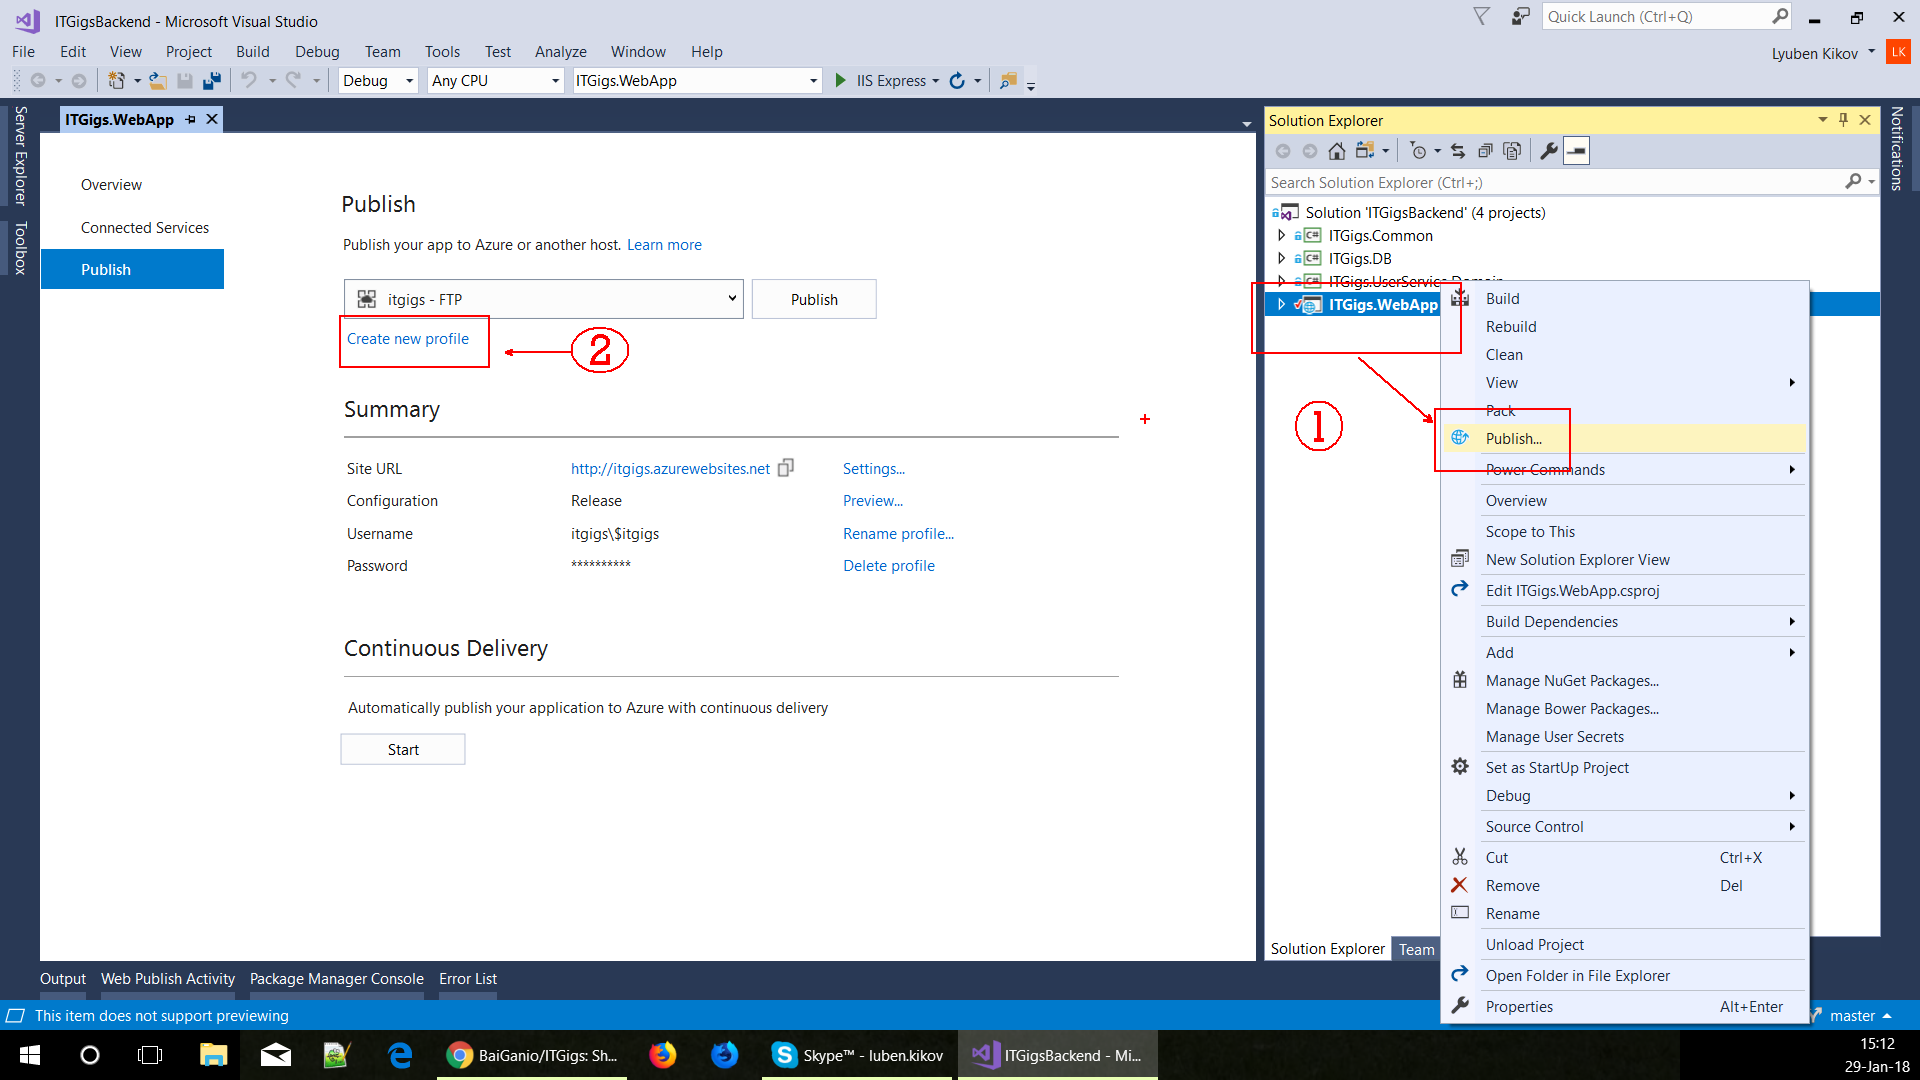 ITGigsBackend - Microsoft Visual Studio
Quick Launch (Ctrl+Q)
File Edit View Project Build Debug Team Tools Test Analyze Window Help
Lyuben Kikov LK
Debug Any CPU ITGigs.WebApp IIS Express
Server Explorer
Toolbox
ITGigs.WebApp
Overview
Connected Services
Publish
Publish
Publish your app to Azure or another host. Learn more
itgigs - FTP
Publish
Create new profile
2
Summary
Site URL http://itgigs.azurewebsites.net Settings...
Configuration Release Preview...
Username itgigs\$itgigs Rename profile...
Password ********** Delete profile
Continuous Delivery
Automatically publish your application to Azure with continuous delivery
Start
Solution Explorer
Search Solution Explorer (Ctrl+;)
Solution 'ITGigsBackend' (4 projects)
C# ITGigs.Common
C# ITGigs.DB
C# ITGigs.UserService.Domain
ITGigs.WebApp
1
Build
Rebuild
Clean
View
Pack
Publish...
Power Commands
Overview
Scope to This
New Solution Explorer View
Edit ITGigs.WebApp.csproj
Build Dependencies
Add
Manage NuGet Packages...
Manage Bower Packages...
Manage User Secrets
Set as StartUp Project
Debug
Source Control
Cut Ctrl+X
Remove Del
Rename
Unload Project
Open Folder in File Explorer
Properties Alt+Enter
Notifications
Solution Explorer Team
Output Web Publish Activity Package Manager Console Error List
This item does not support previewing
master
BaiGanio/ITGigs: Sh...
Skype™ - luben.kikov
ITGigsBackend - Mi...
15:12
29-Jan-18